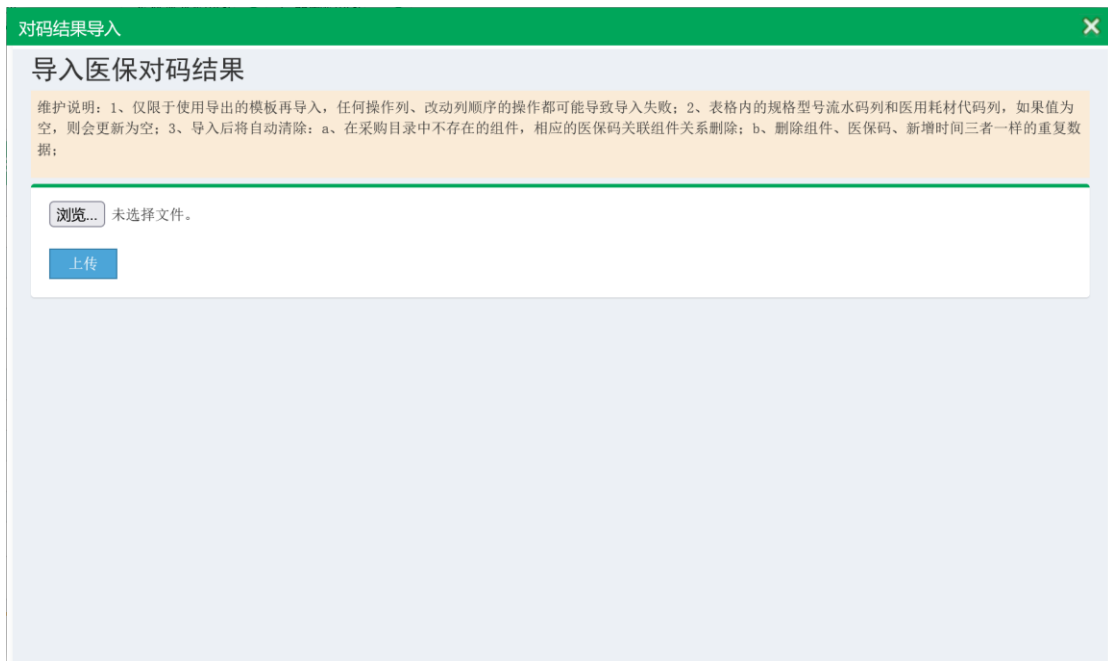 对码结果导入
导入医保对码结果
维护说明：1、仅限于使用导出的模板再导入，任何操作列、改动列顺序的操作都可能导致导入失败；2、表格内的规格型号流水码列和医用耗材代码列，如果值为
空，则会更新为空；3、导入后将自动清除：a、在采购目录中不存在的组件，相应的医保码关联组件关系删除；b、删除组件、医保码、新增时间三者一样的重复数
据；
浏览... 未选择文件。
上传